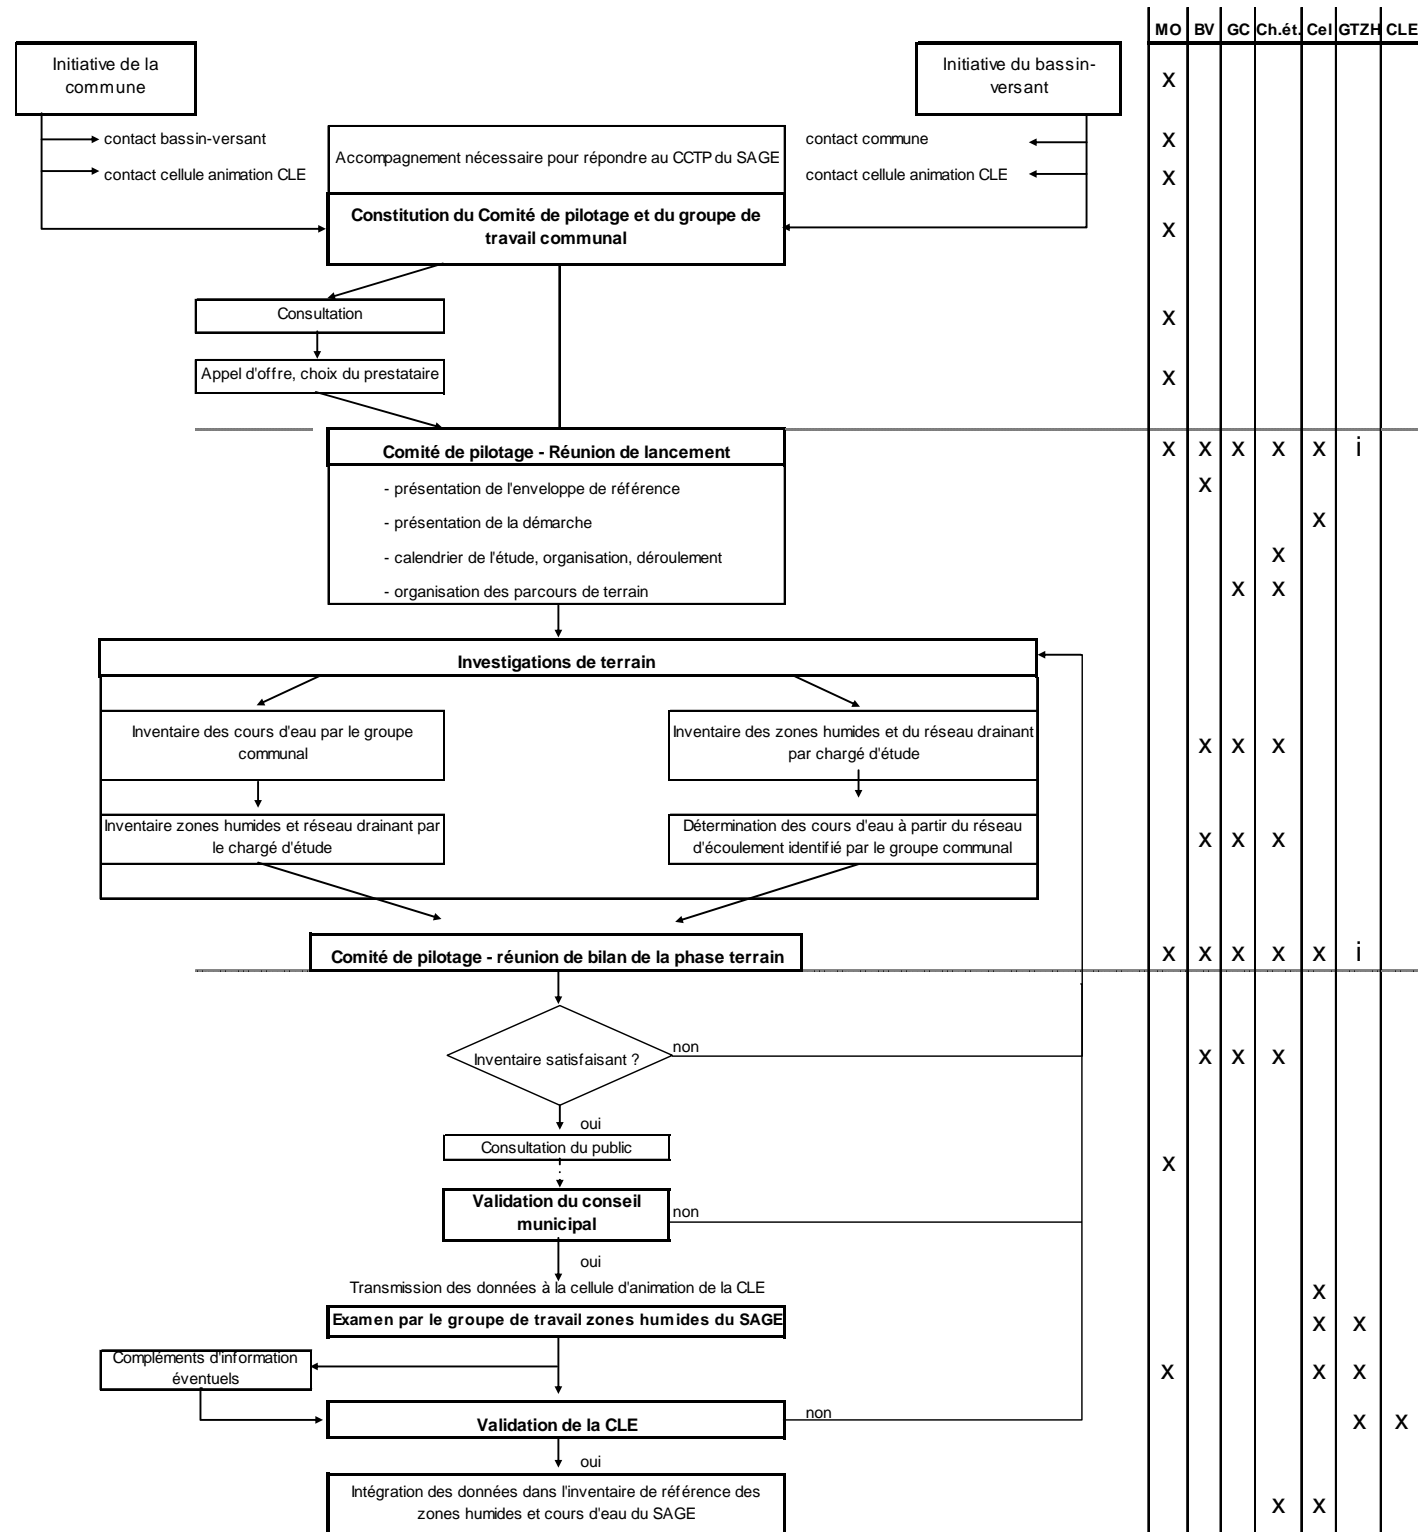 MO BV GC Ch.ét. Cel GTZH CLE
Initiative de la
commune
Initiative du bassin-
versant
X
contact bassin-versant
contact commune
X
Accompagnement nécessaire pour répondre au CCTP du SAGE
contact cellule animation CLE
contact cellule animation CLE
X
Constitution du Comité de pilotage et du groupe de
travail communal
X
Consultation
X
Appel d'offre, choix du prestataire
X
Comité de pilotage - Réunion de lancement
X X X X X i
- présentation de l'enveloppe de référence
X
- présentation de la démarche
X
- calendrier de l'étude, organisation, déroulement
X
- organisation des parcours de terrain
X X
Investigations de terrain
Inventaire des cours d'eau par le groupe
communal
Inventaire des zones humides et du réseau drainant
par chargé d'étude
X X X
Inventaire zones humides et réseau drainant par
le chargé d'étude
Détermination des cours d'eau à partir du réseau
d'écoulement identifié par le groupe communal
X X X
Comité de pilotage - réunion de bilan de la phase terrain
X X X X X i
Inventaire satisfaisant ?
non
X X X
oui
Consultation du public
X
Validation du conseil
municipal
non
oui
Transmission des données à la cellule d'animation de la CLE
X
Examen par le groupe de travail zones humides du SAGE
X X
Compléments d'information
éventuels
X X X
Validation de la CLE
non
X X
oui
Intégration des données dans l'inventaire de référence des
zones humides et cours d'eau du SAGE
X X